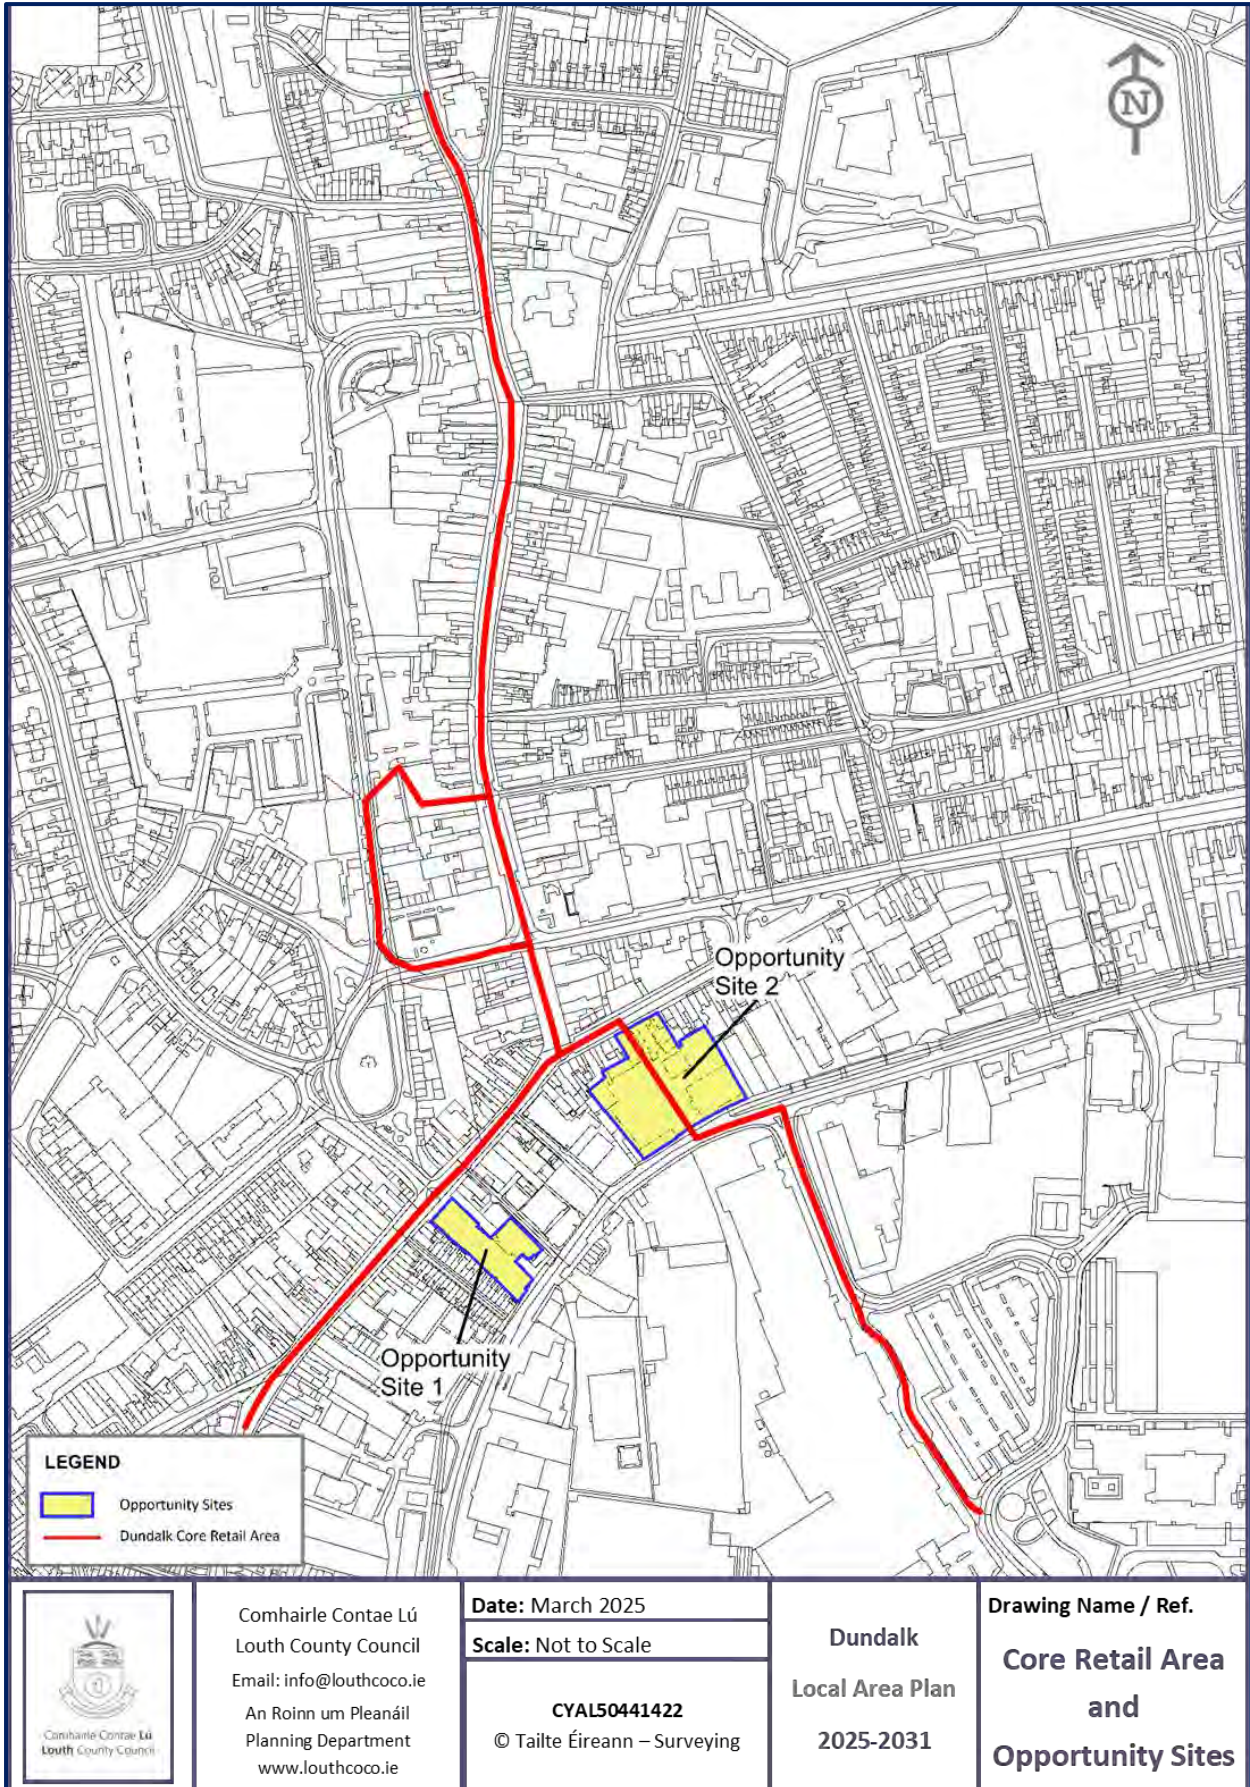 N
Opportunity
Site 2
Opportunity
Site 1
LEGEND
Opportunity Sites
Dundalk Core Retail Area
Comhairle Contae Lú
Louth County Council
Comhairle Contae Lú
Louth County Council
Email: info@louthcoco.ie
An Roinn um Pleanáil
Planning Department
www.louthcoco.ie
Date: March 2025
Scale: Not to Scale
CYAL50441422
© Tailte Éireann – Surveying
Dundalk
Local Area Plan
2025-2031
Drawing Name / Ref.
Core Retail Area
and
Opportunity Sites